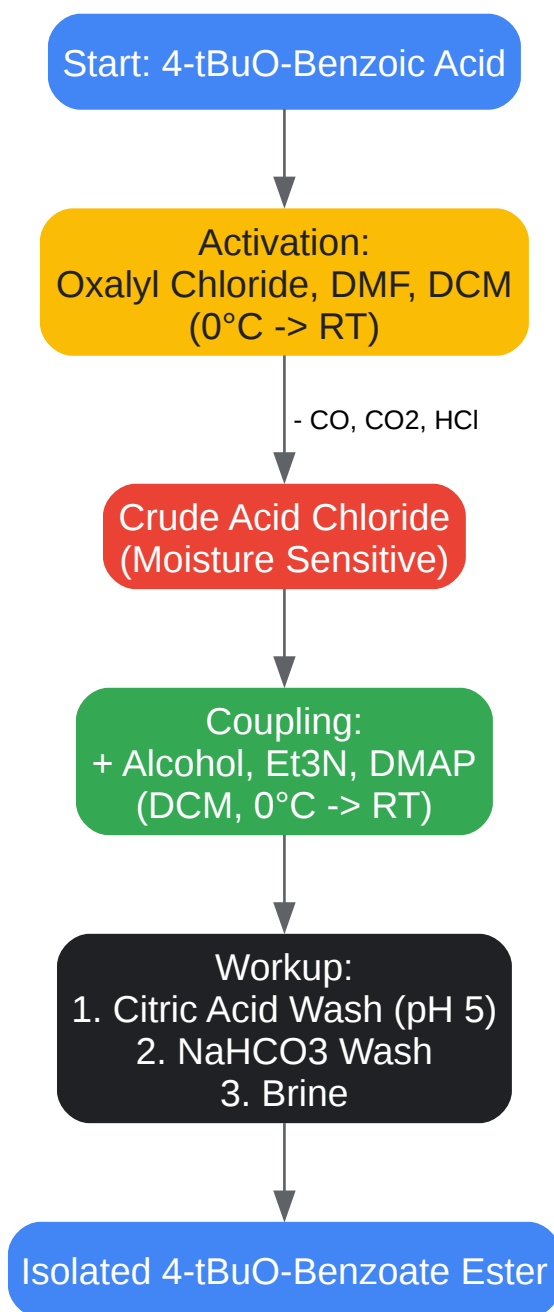 Start: 4-tBuO-Benzoic Acid
Activation:
Oxalyl Chloride, DMF, DCM
(0°C -> RT)
- CO, CO2, HCl
Crude Acid Chloride
(Moisture Sensitive)
Coupling:
+ Alcohol, Et3N, DMAP
(DCM, 0°C -> RT)
Workup:
1. Citric Acid Wash (pH 5)
2. NaHCO3 Wash
3. Brine
Isolated 4-tBuO-Benzoate Ester